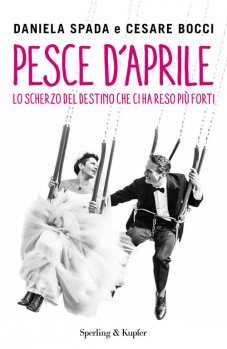 DANIELA SPADA e CESARE BOCCI
PESCE D'APRILE
LO SCHERZO DEL DESTINO CHE CI HA RESO PIÙ FORTI
Sperling & Kupfer